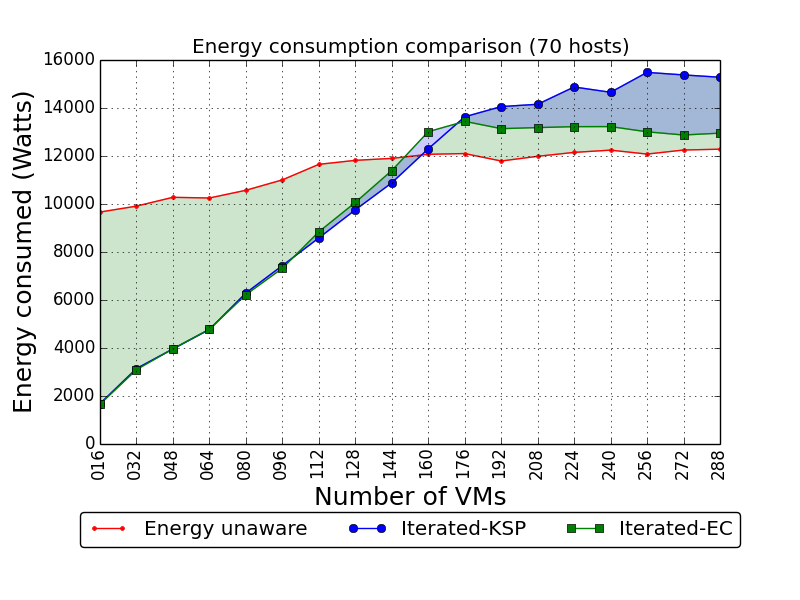 Energy consumption comparison (70 hosts)
Energy consumed (Watts)
16000
14000
12000
10000
8000
6000
4000
2000
0
016 032 048 064 080 096 112 128 144 160 176 192 208 224 240 256 272 288
Number of VMs
Energy unaware Iterated-KSP Iterated-EC